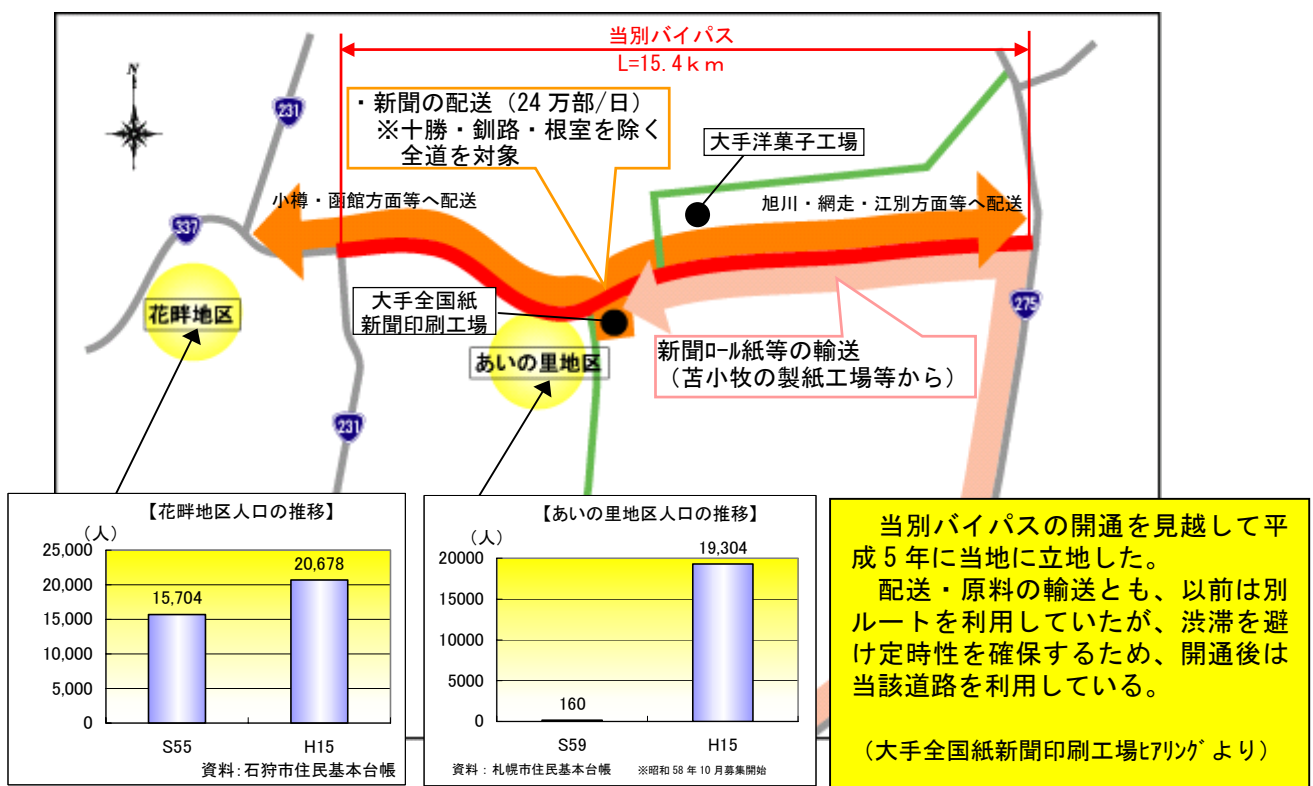 当別バイパス
L=15.4km
N
231
・新聞の配送（24万部/日）
※十勝・釧路・根室を除く
全道を対象
大手洋菓子工場
小樽・函館方面等へ配送
旭川・網走・江別方面等へ配送
337
花畔地区
大手全国紙
新聞印刷工場
275
あいの里地区
新聞ﾛｰﾙ紙等の輸送
（苫小牧の製紙工場等から）
231
【花畔地区人口の推移】
（人）
25,000
20,000
15,000
10,000
5,000
0
15,704
20,678
S55
H15
資料:石狩市住民基本台帳
【あいの里地区人口の推移】
（人）
20000
15000
10000
5000
0
160
19,304
S59
H15
資料：札幌市住民基本台帳 ※昭和58年10月募集開始
当別バイパスの開通を見越して平
成5年に当地に立地した。
配送・原料の輸送とも、以前は別
ルートを利用していたが、渋滞を避
け定時性を確保するため、開通後は
当該道路を利用している。
（大手全国紙新聞印刷工場ﾋｱﾘﾝｸﾞより）